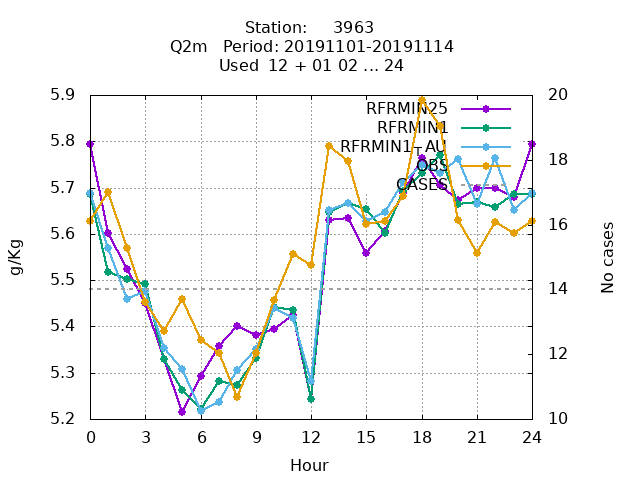 Station:     3963
Q2m   Period: 20191101-20191114
Used  12 + 01 02 ... 24
5.9
5.8
5.7
5.6
5.5
5.4
5.3
5.2
g/Kg
RFRMIN25
RFRMIN1
RFRMIN1-AU
OBS
CASES
20
18
16
14
12
10
No cases
0 3 6 9 12 15 18 21 24
Hour